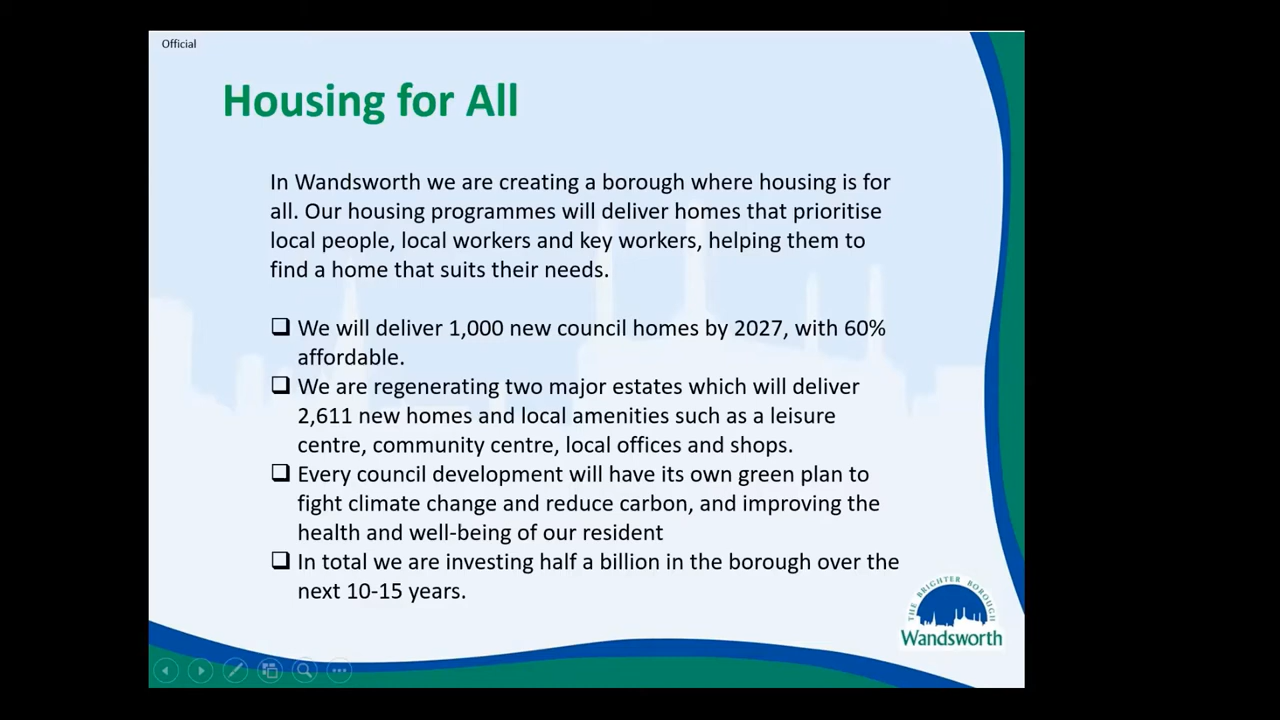 Official
Housing for All
In Wandsworth we are creating a borough where housing is for
all. Our housing programmes will deliver homes that prioritise
local people, local workers and key workers, helping them to
find a home that suits their needs.
We will deliver 1,000 new council homes by 2027, with 60%
affordable.
We are regenerating two major estates which will deliver
2,611 new homes and local amenities such as a leisure
centre, community centre, local offices and shops.
Every council development will have its own green plan to
fight climate change and reduce carbon, and improving the
health and well-being of our resident
In total we are investing half a billion in the borough over the
next 10-15 years.
THE BRIGHTER BOROUGH
Wandsworth